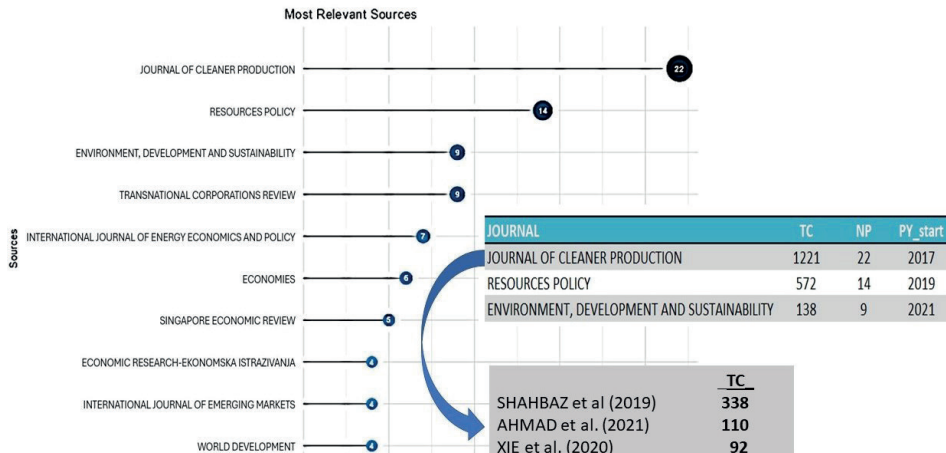 Most Relevant Sources
Sources
JOURNAL OF CLEANER PRODUCTION 22
RESOURCES POLICY 14
ENVIRONMENT, DEVELOPMENT AND SUSTAINABILITY 9
TRANSNATIONAL CORPORATIONS REVIEW 9
INTERNATIONAL JOURNAL OF ENERGY ECONOMICS AND POLICY 7
ECONOMIES 6
SINGAPORE ECONOMIC REVIEW 5
ECONOMIC RESEARCH-EKONOMSKA ISTRAZIVANJA 4
INTERNATIONAL JOURNAL OF EMERGING MARKETS 4
WORLD DEVELOPMENT 4
JOURNAL TC NP PY_start
JOURNAL OF CLEANER PRODUCTION 1221 22 2017
RESOURCES POLICY 572 14 2019
ENVIRONMENT, DEVELOPMENT AND SUSTAINABILITY 138 9 2021
TC
SHAHBAZ et al (2019) 338
AHMAD et al. (2021) 110
XIE et al. (2020) 92